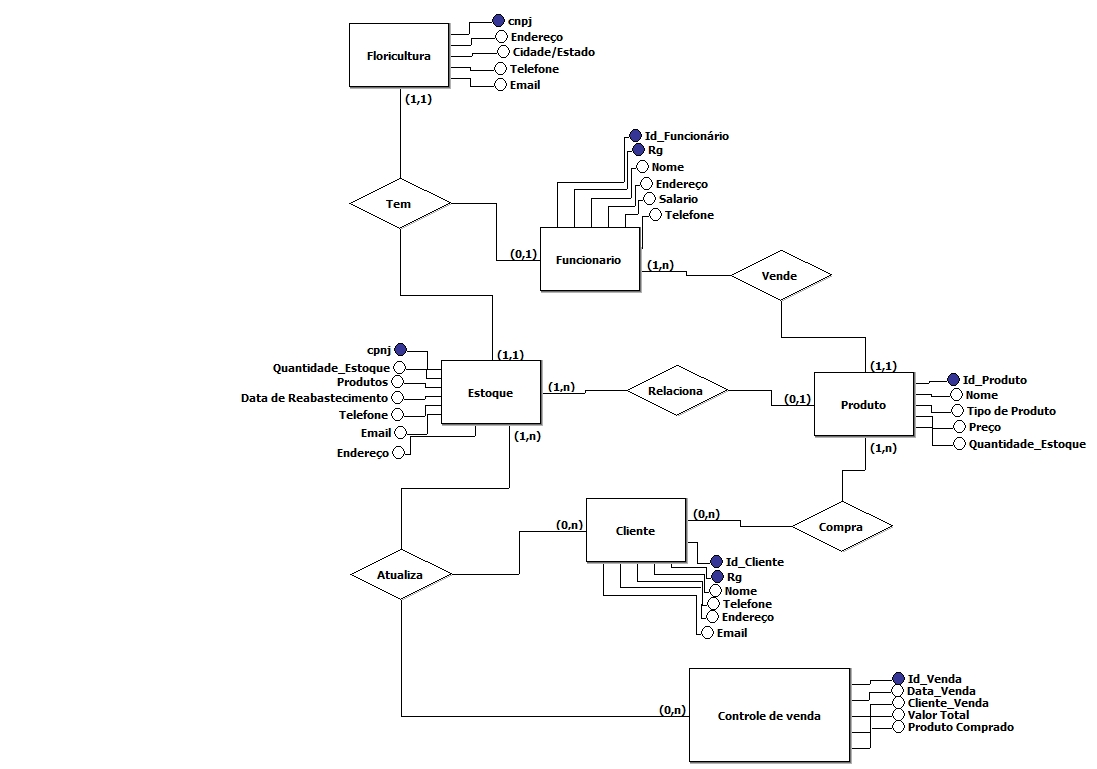 cnpj
Endereço
Floricultura
Cidade/Estado
Telefone
Email
(1,1)
Id_Funcionário
Rg
Nome
Endereço
Salario
Telefone
Tem
(0,1)
Funcionario
(1,n)
Vende
cpnj
(1,1)
(1,1)
Quantidade_Estoque
Produtos
Data de Reabastecimento
Telefone
Email
Endereço
Estoque
(1,n)
Relaciona
(0,1)
Produto
Id_Produto
Nome
Tipo de Produto
Preço
Quantidade_Estoque
(1,n)
(1,n)
(0,n)
Cliente
(0,n)
Compra
Id_Cliente
Rg
Nome
Telefone
Endereço
Email
Atualiza
(0,n)
Controle de venda
Id_Venda
Data_Venda
Cliente_Venda
Valor Total
Produto Comprado